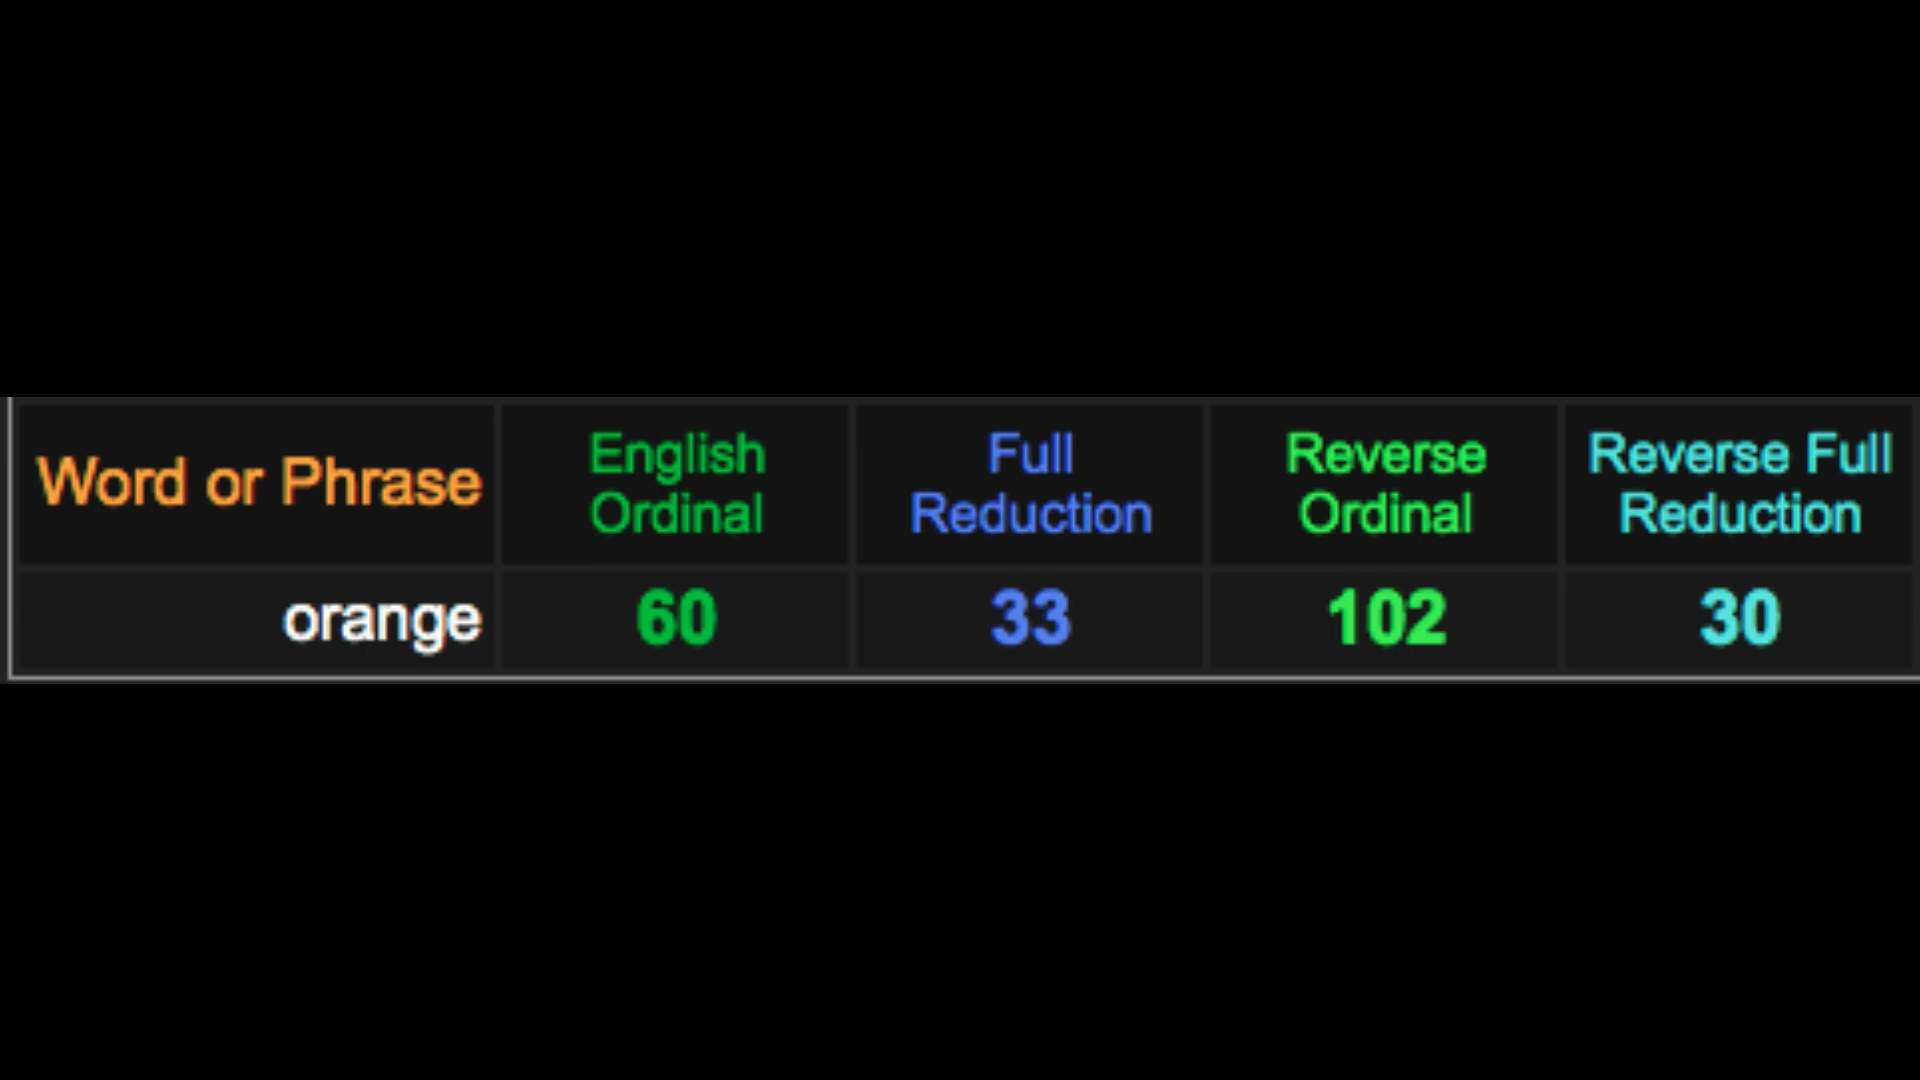 Word or Phrase
English
Ordinal
Full
Reduction
Reverse
Ordinal
Reverse Full
Reduction
orange 60 33 102 30